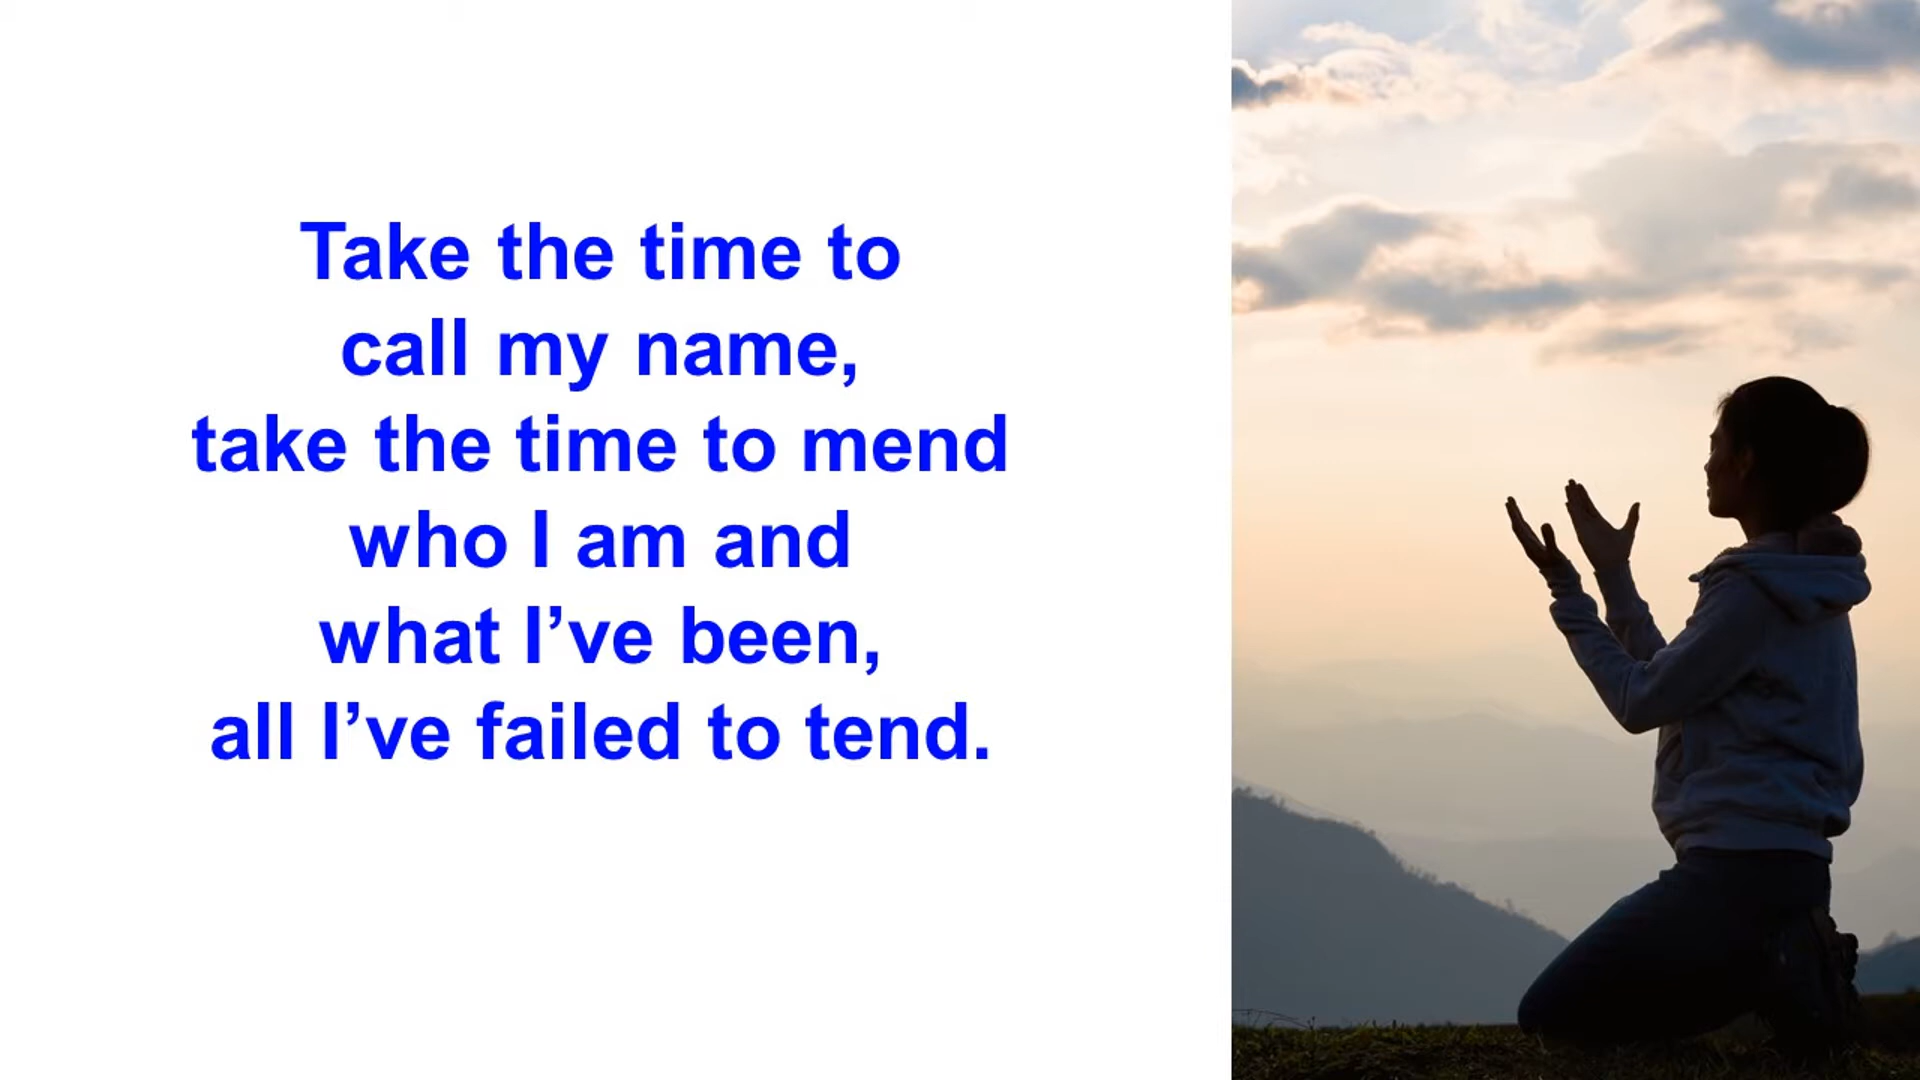 Take the time to
call my name,
take the time to mend
who I am and
what I’ve been,
all I’ve failed to tend.